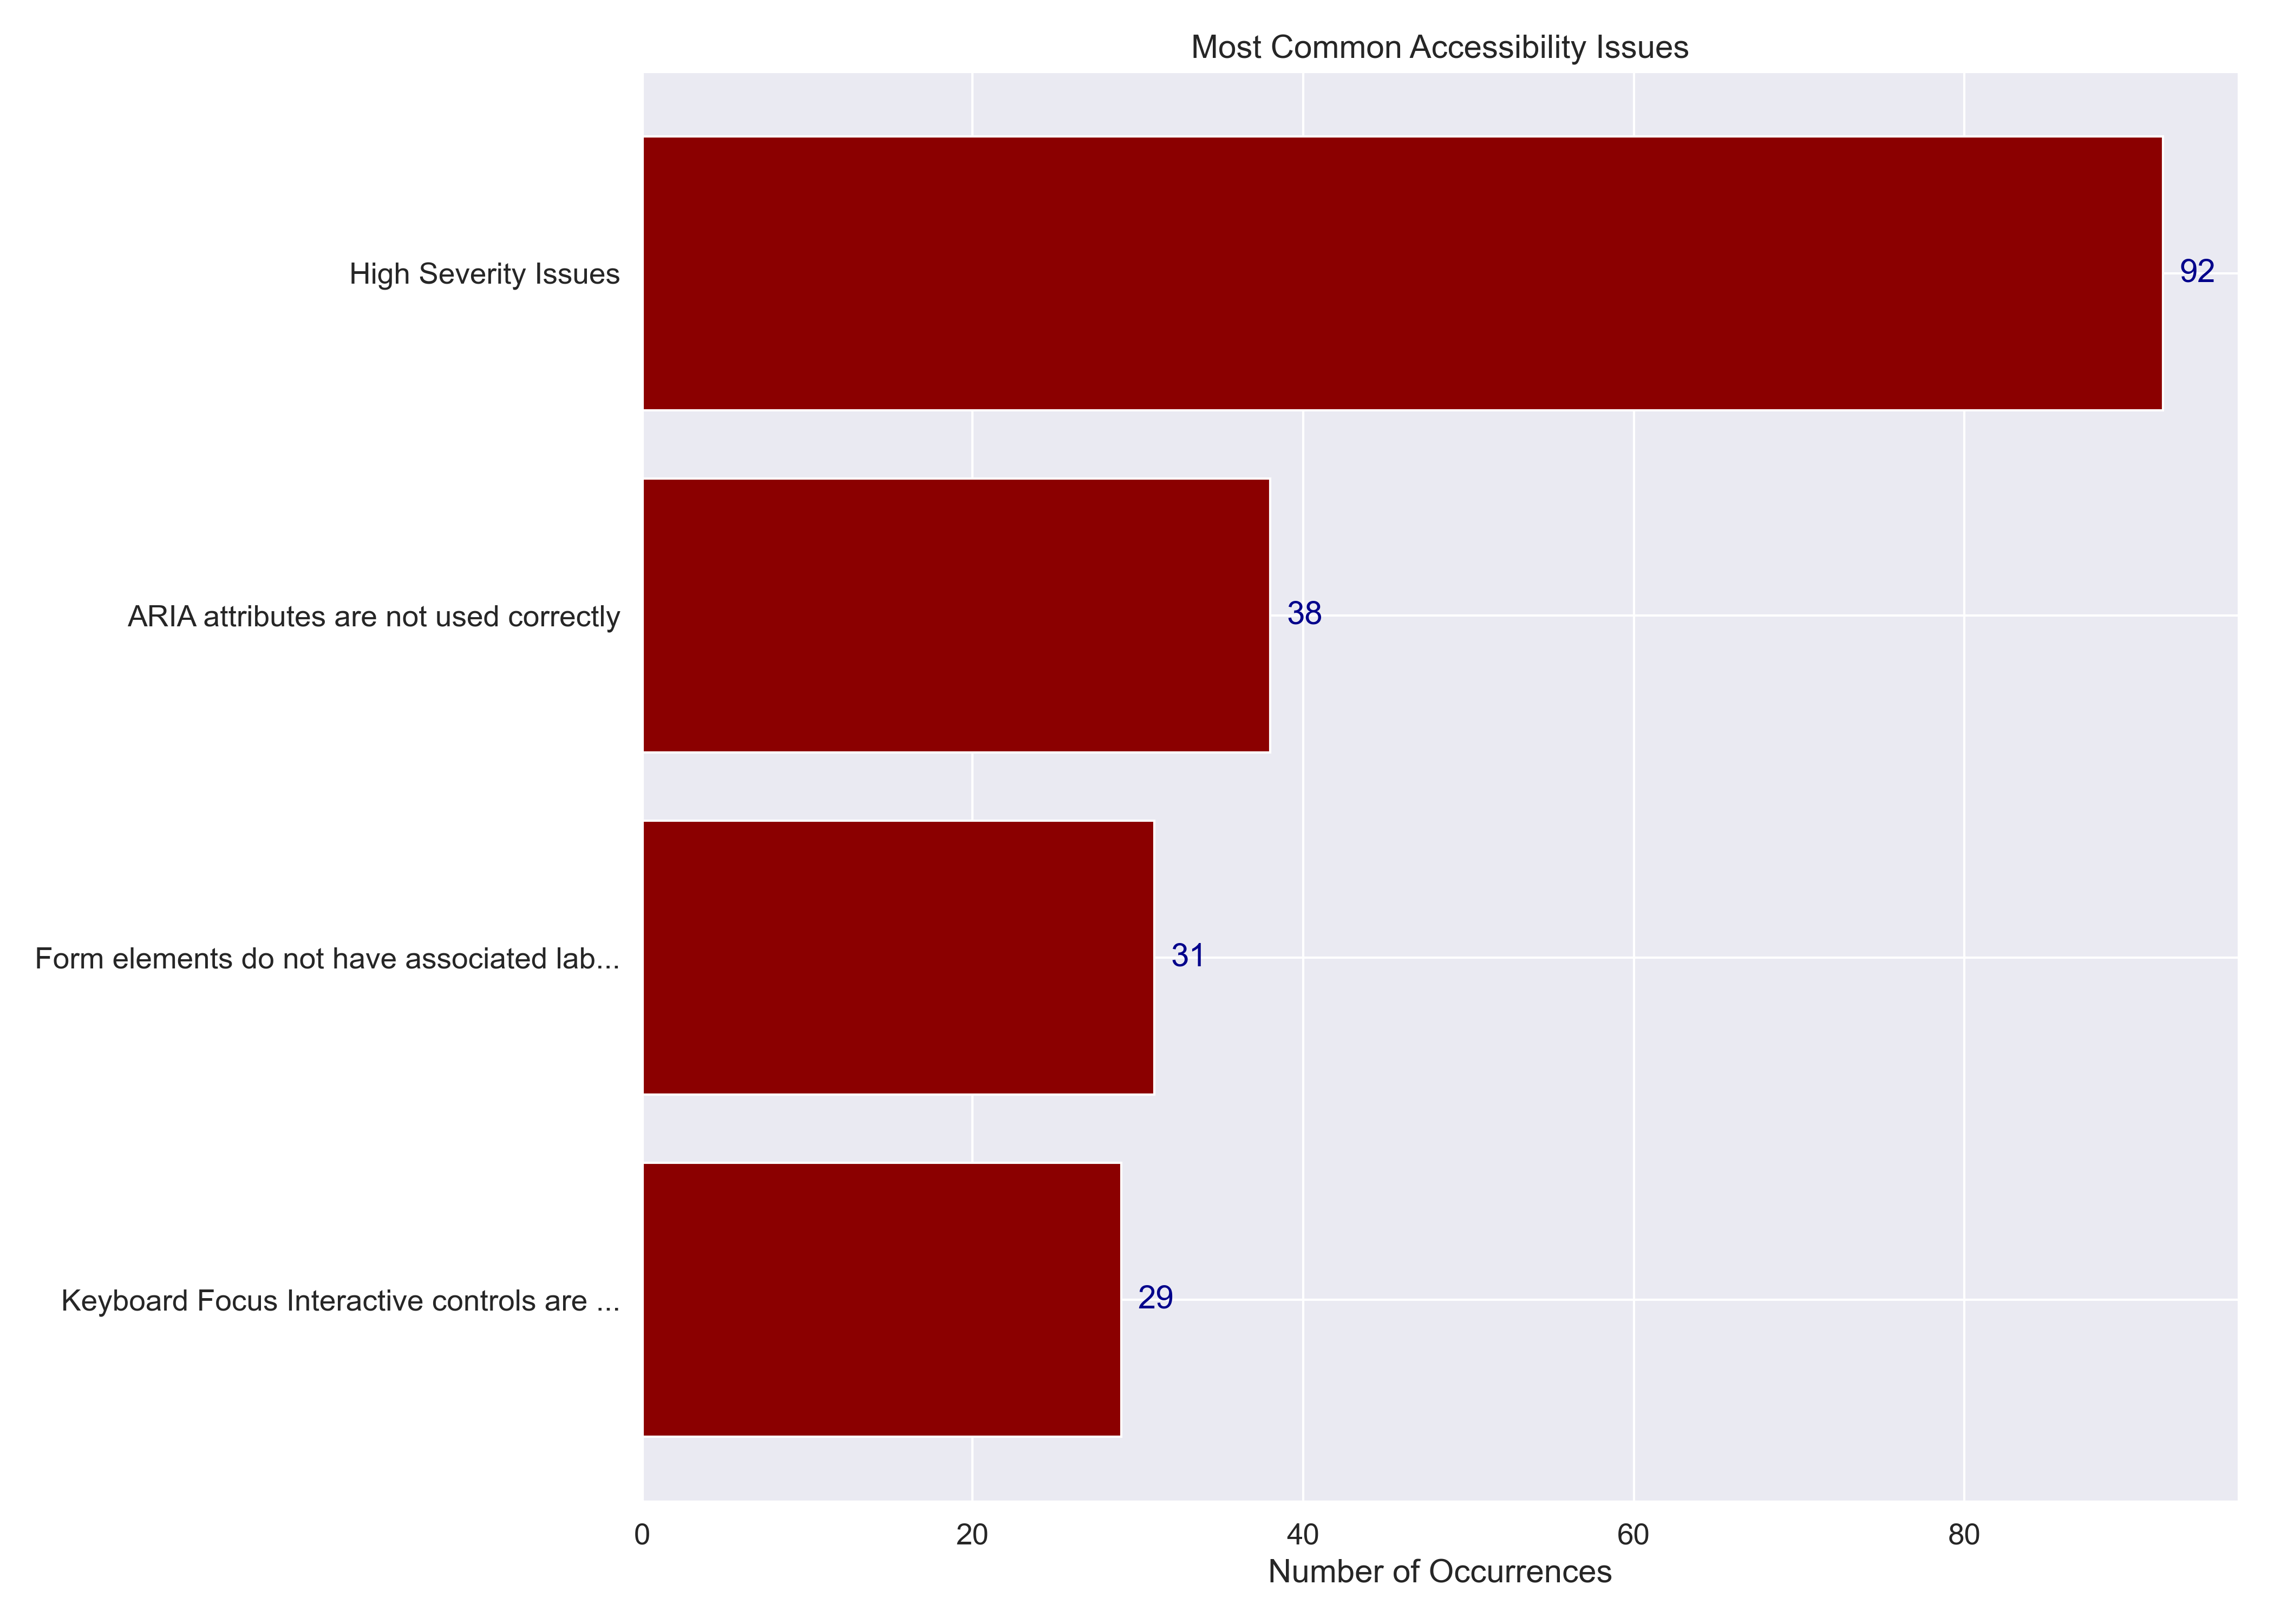 Most Common Accessibility Issues
High Severity Issues
92
ARIA attributes are not used correctly
38
Form elements do not have associated lab...
31
Keyboard Focus Interactive controls are ...
29
0 20 40 60 80
Number of Occurrences